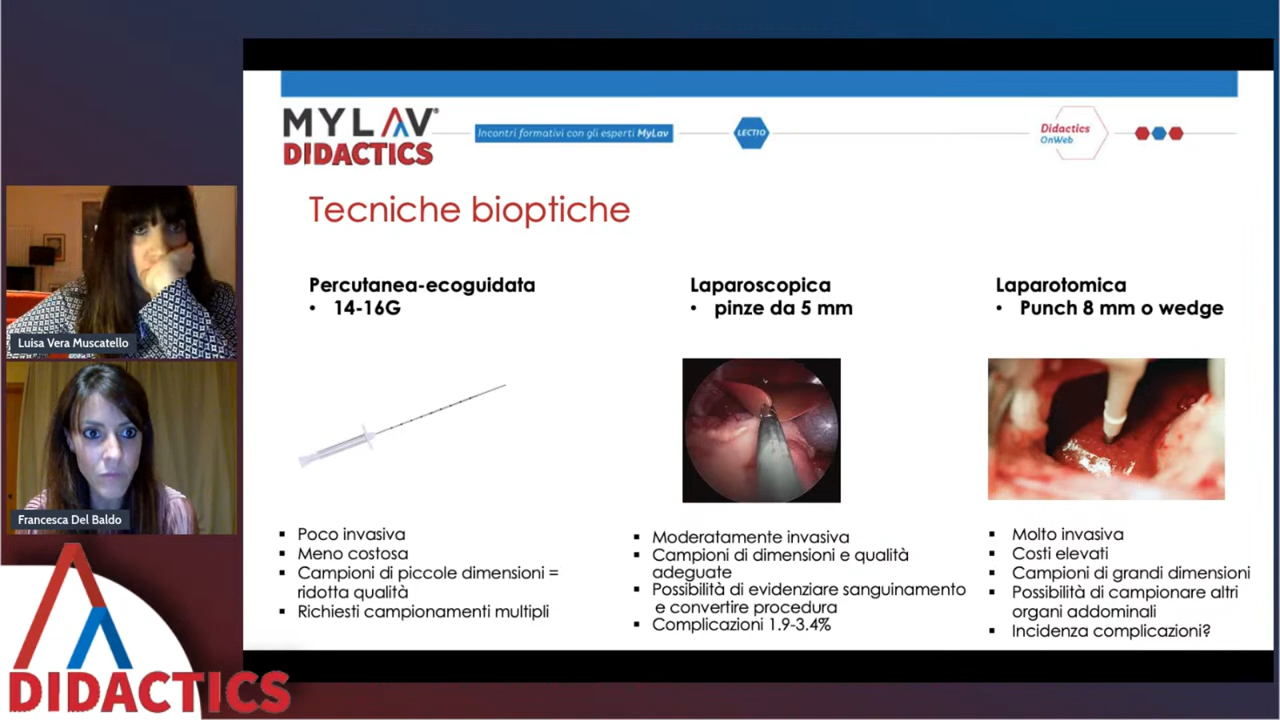 MYLAV®
DIDACTICS
Incontri formativi con gli esperti MyLav
LECTIO
Didactics
OnWeb
Tecniche bioptiche
Percutanea-ecoguidata
• 14-16G
▪ Poco invasiva
▪ Meno costosa
▪ Campioni di piccole dimensioni =
ridotta qualità
▪ Richiesti campionamenti multipli
Laparoscopica
• pinze da 5 mm
▪ Moderatamente invasiva
▪ Campioni di dimensioni e qualità
adeguate
▪ Possibilità di evidenziare sanguinamento
e convertire procedura
▪ Complicazioni 1.9-3.4%
Laparotomica
• Punch 8 mm o wedge
▪ Molto invasiva
▪ Costi elevati
▪ Campioni di grandi dimensioni
▪ Possibilità di campionare altri
organi addominali
▪ Incidenza complicazioni?
Luisa Vera Muscatello
Francesca Del Baldo
DIDACTICS